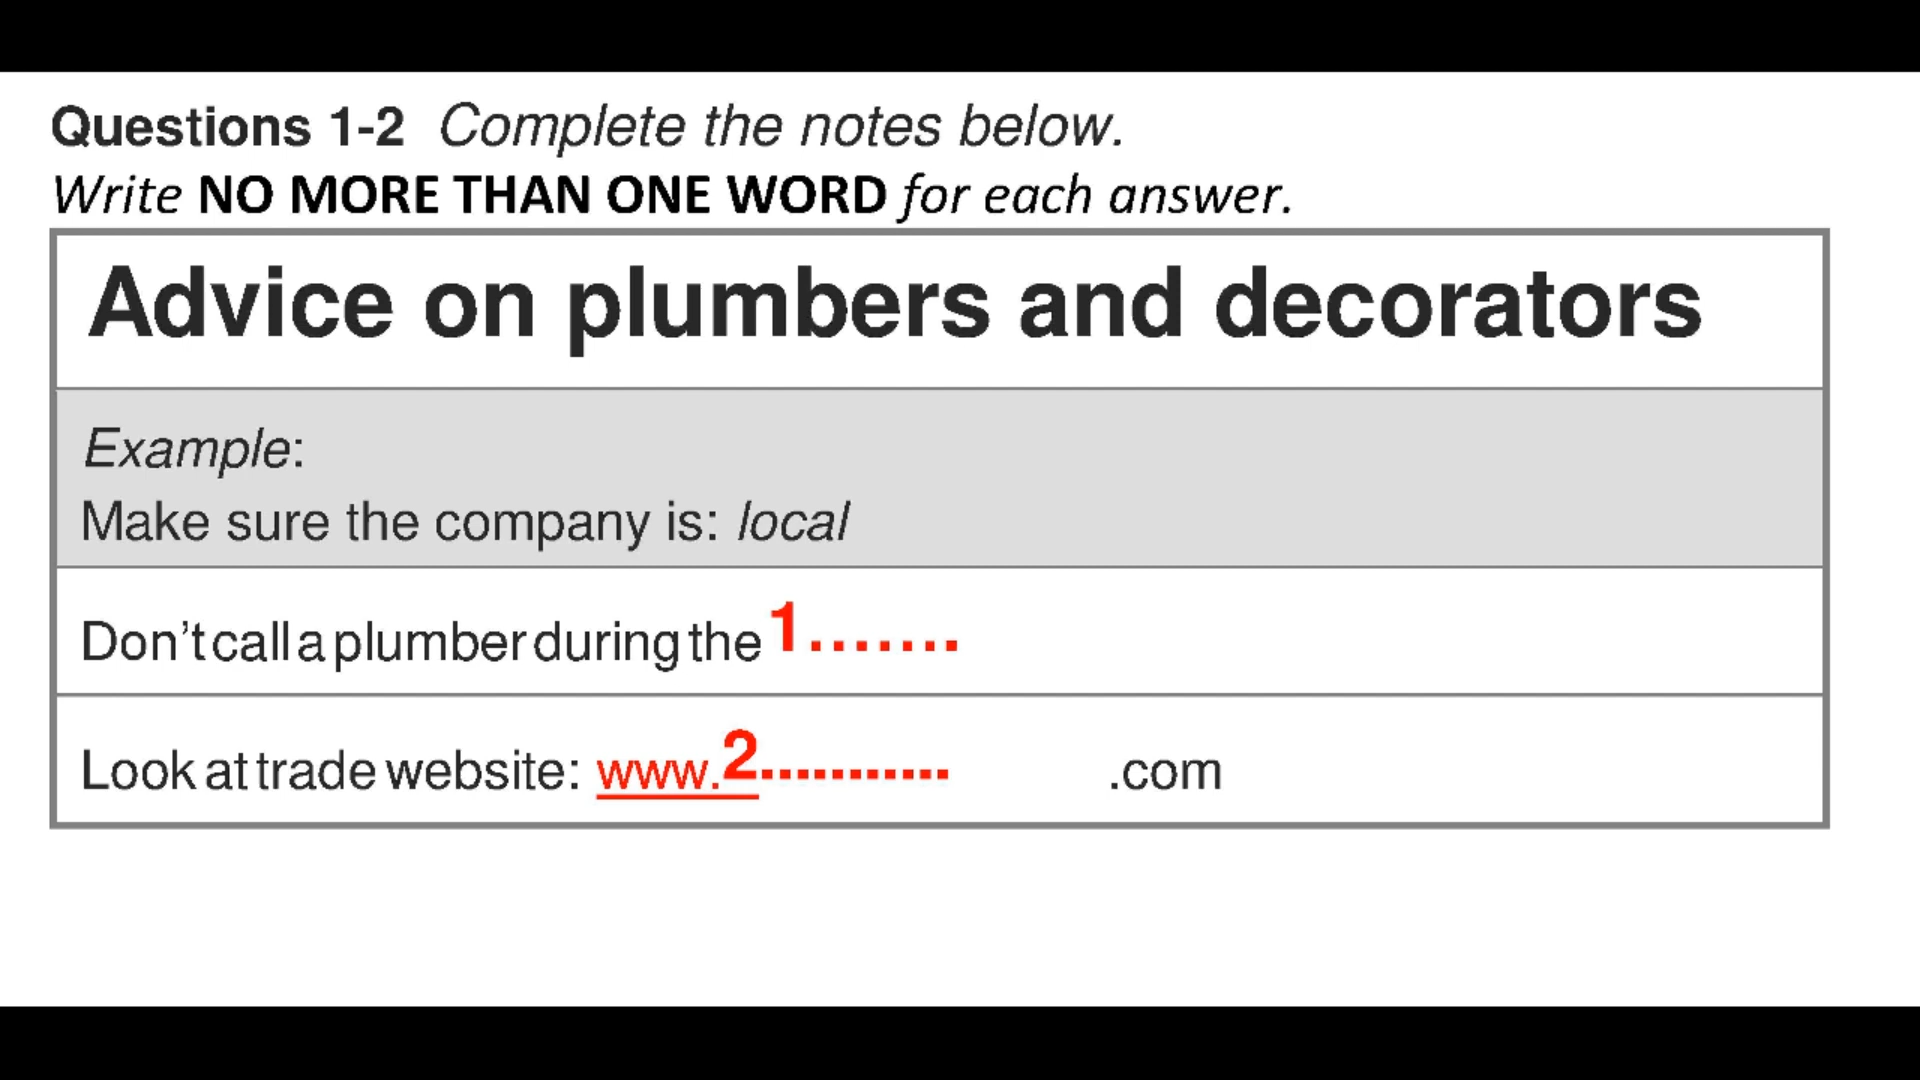 Questions 1-2 Complete the notes below.
Write NO MORE THAN ONE WORD for each answer.
Advice on plumbers and decorators
Example:
Make sure the company is: local
Don't call a plumber during the 1.......
Look at trade website: www.2........... .com